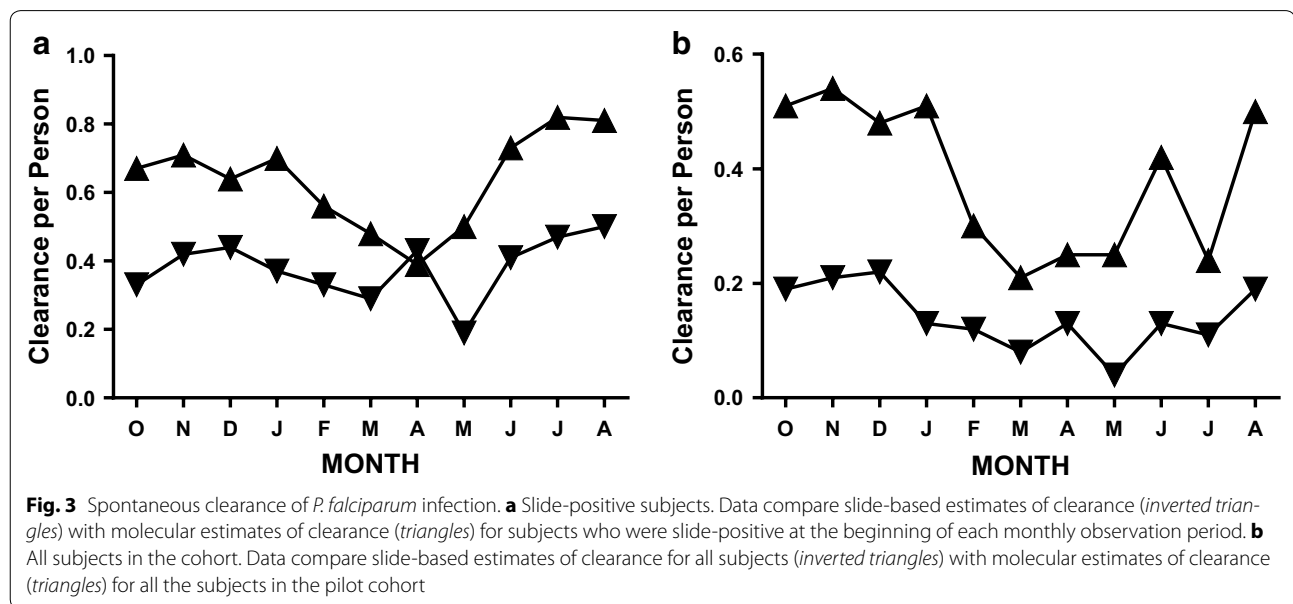 a
b
1.0
0.8
0.6
0.4
0.2
0.0
Clearance per Person
O N D J F M A M J J A
MONTH
0.6
0.4
0.2
0.0
Clearance per Person
O N D J F M A M J J A
MONTH
Fig. 3 Spontaneous clearance of P. falciparum infection. a Slide-positive subjects. Data compare slide-based estimates of clearance (inverted trian-
gles) with molecular estimates of clearance (triangles) for subjects who were slide-positive at the beginning of each monthly observation period. b
All subjects in the cohort. Data compare slide-based estimates of clearance for all subjects (inverted triangles) with molecular estimates of clearance
(triangles) for all the subjects in the pilot cohort